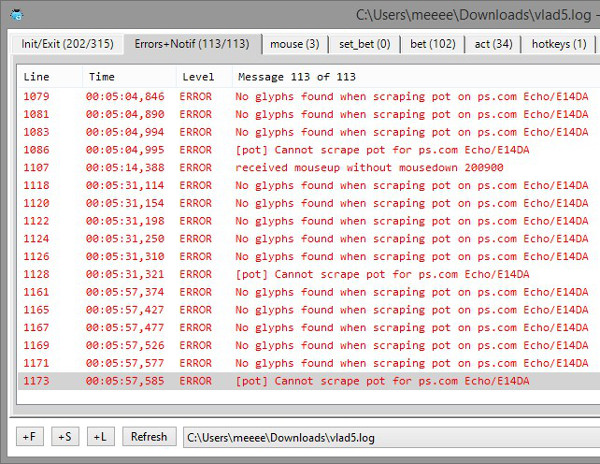 C:\Users\meeee\Downloads\vlad5.log -
Init/Exit (202/315) Errors+Notif (113/113) mouse (3) set_bet (0) bet (102) act (34) hotkeys (1)
Line Time Level Message 113 of 113
1079 00:05:04,846 ERROR No glyphs found when scraping pot on ps.com Echo/E14DA
1081 00:05:04,890 ERROR No glyphs found when scraping pot on ps.com Echo/E14DA
1083 00:05:04,994 ERROR No glyphs found when scraping pot on ps.com Echo/E14DA
1086 00:05:04,995 ERROR [pot] Cannot scrape pot for ps.com Echo/E14DA
1107 00:05:14,388 ERROR received mouseup without mousedown 200900
1118 00:05:31,114 ERROR No glyphs found when scraping pot on ps.com Echo/E14DA
1120 00:05:31,154 ERROR No glyphs found when scraping pot on ps.com Echo/E14DA
1122 00:05:31,198 ERROR No glyphs found when scraping pot on ps.com Echo/E14DA
1124 00:05:31,250 ERROR No glyphs found when scraping pot on ps.com Echo/E14DA
1126 00:05:31,310 ERROR No glyphs found when scraping pot on ps.com Echo/E14DA
1128 00:05:31,321 ERROR [pot] Cannot scrape pot for ps.com Echo/E14DA
1161 00:05:57,374 ERROR No glyphs found when scraping pot on ps.com Echo/E14DA
1165 00:05:57,427 ERROR No glyphs found when scraping pot on ps.com Echo/E14DA
1167 00:05:57,477 ERROR No glyphs found when scraping pot on ps.com Echo/E14DA
1169 00:05:57,526 ERROR No glyphs found when scraping pot on ps.com Echo/E14DA
1171 00:05:57,577 ERROR No glyphs found when scraping pot on ps.com Echo/E14DA
1173 00:05:57,585 ERROR [pot] Cannot scrape pot for ps.com Echo/E14DA
+F +S +L Refresh C:\Users\meeee\Downloads\vlad5.log